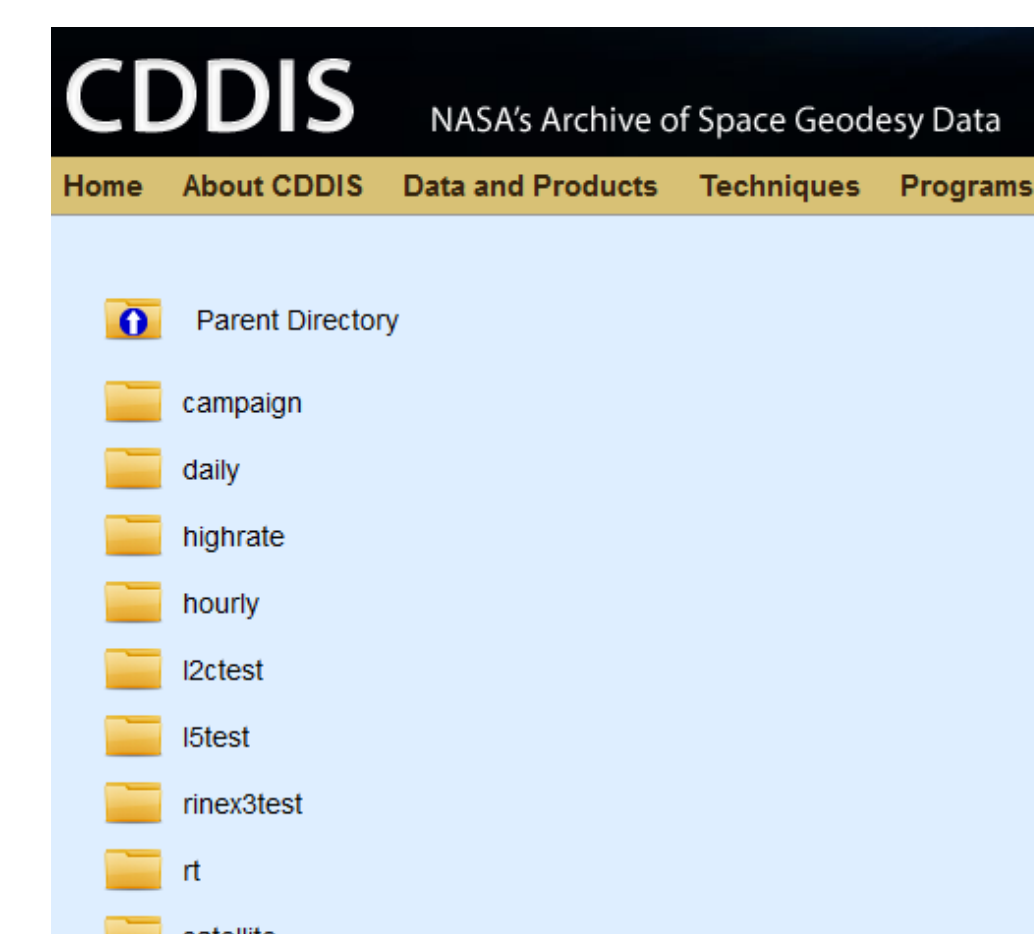 CDDIS NASA's Archive of Space Geodesy Data
Home About CDDIS Data and Products Techniques Programs
Parent Directory
campaign
daily
highrate
hourly
l2ctest
l5test
rinex3test
rt
satellite